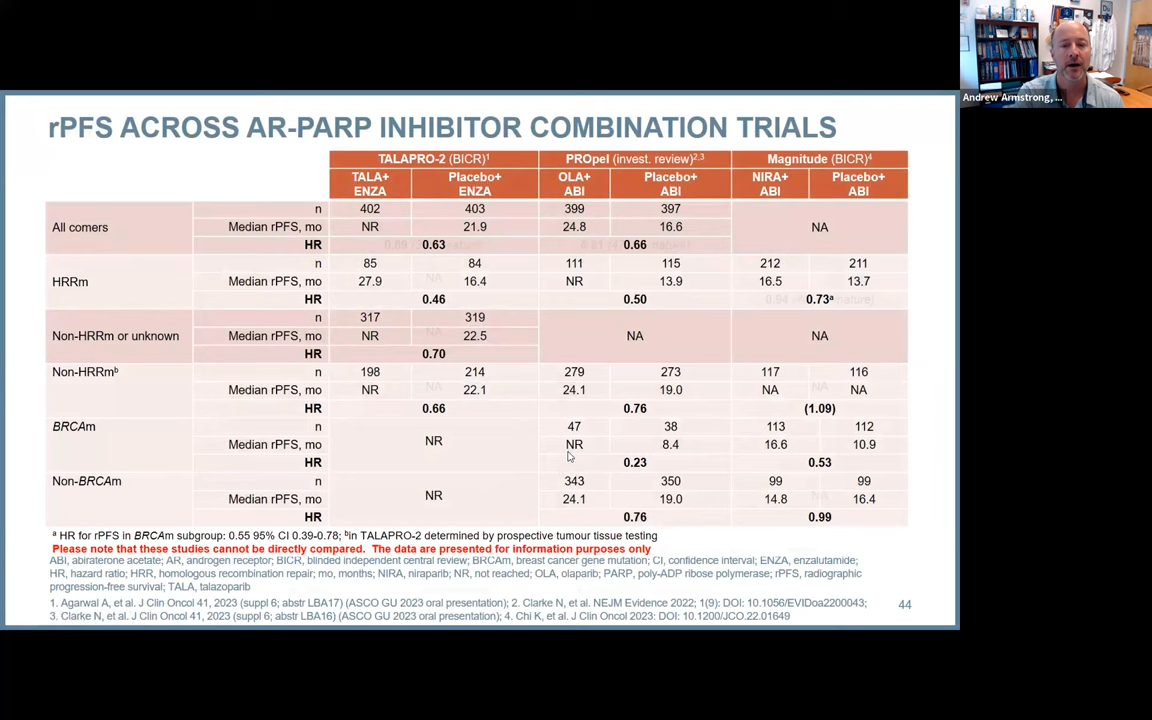 Andrew Armstrong, ...
rPFS ACROSS AR-PARP INHIBITOR COMBINATION TRIALS
TALAPRO-2 (BICR)¹ PROpel (invest. review)²,³ Magnitude (BICR)⁴
TALA+ ENZA Placebo+ ENZA OLA+ ABI Placebo+ ABI NIRA+ ABI Placebo+ ABI
All comers
n 402 403 399 397
Median rPFS, mo NR 21.9 24.8 16.6 NA
HR 0.63 0.66
HRRm
n 85 84 111 115 212 211
Median rPFS, mo 27.9 16.4 NR 13.9 16.5 13.7
HR 0.46 0.50 0.73ᵃ
Non-HRRm or unknown
n 317 319
Median rPFS, mo NR 22.5 NA NA
HR 0.70
Non-HRRmᵇ
n 198 214 279 273 117 116
Median rPFS, mo NR 22.1 24.1 19.0 NA NA
HR 0.66 0.76 (1.09)
BRCAm
n 47 38 113 112
Median rPFS, mo NR NR 8.4 16.6 10.9
HR 0.23 0.53
Non-BRCAm
n 343 350 99 99
Median rPFS, mo NR 24.1 19.0 14.8 16.4
HR 0.76 0.99
ᵃ HR for rPFS in BRCAm subgroup: 0.55 95% CI 0.39-0.78; ᵇin TALAPRO-2 determined by prospective tumour tissue testing
Please note that these studies cannot be directly compared. The data are presented for information purposes only
ABI, abiraterone acetate; AR, androgen receptor; BICR, blinded independent central review; BRCAm, breast cancer gene mutation; CI, confidence interval; ENZA, enzalutamide;
HR, hazard ratio; HRR, homologous recombination repair; mo, months; NIRA, niraparib; NR, not reached; OLA, olaparib; PARP, poly-ADP ribose polymerase; rPFS, radiographic
progression-free survival; TALA, talazoparib
1. Agarwal A, et al. J Clin Oncol 41, 2023 (suppl 6; abstr LBA17) (ASCO GU 2023 oral presentation); 2. Clarke N, et al. NEJM Evidence 2022; 1(9): DOI: 10.1056/EVIDoa2200043;
3. Clarke N, et al. J Clin Oncol 41, 2023 (suppl 6; abstr LBA16) (ASCO GU 2023 oral presentation); 4. Chi K, et al. J Clin Oncol 2023: DOI: 10.1200/JCO.22.01649
44